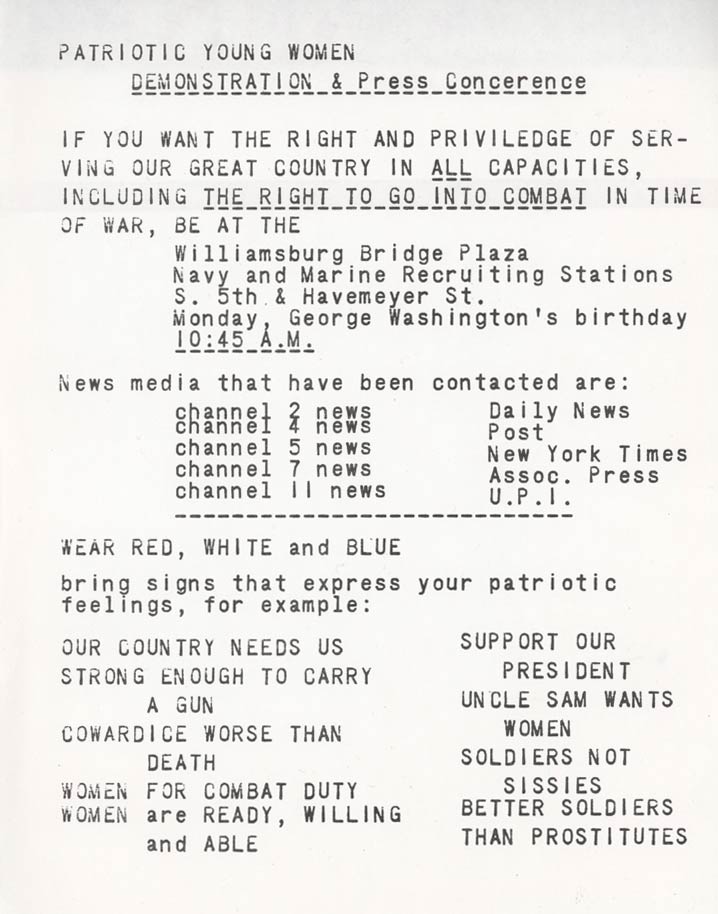 PATRIOTIC YOUNG WOMEN
DEMONSTRATION & Press Concerence
IF YOU WANT THE RIGHT AND PRIVILEDGE OF SER-
VING OUR GREAT COUNTRY IN ALL CAPACITIES,
INCLUDING THE RIGHT TO GO INTO COMBAT IN TIME
OF WAR, BE AT THE
Williamsburg Bridge Plaza
Navy and Marine Recruiting Stations
S. 5th & Havemeyer St.
Monday, George Washington's birthday
10:45 A.M.
News media that have been contacted are:
channel 2 news
channel 4 news
channel 5 news
channel 7 news
channel 11 news
Daily News
Post
New York Times
Assoc. Press
U.P.I.
----------------------------
WEAR RED, WHITE and BLUE
bring signs that express your patriotic
feelings, for example:
OUR COUNTRY NEEDS US
STRONG ENOUGH TO CARRY
A GUN
COWARDICE WORSE THAN
DEATH
WOMEN FOR COMBAT DUTY
WOMEN are READY, WILLING
and ABLE
SUPPORT OUR
PRESIDENT
UNCLE SAM WANTS
WOMEN
SOLDIERS NOT
SISSIES
BETTER SOLDIERS
THAN PROSTITUTES